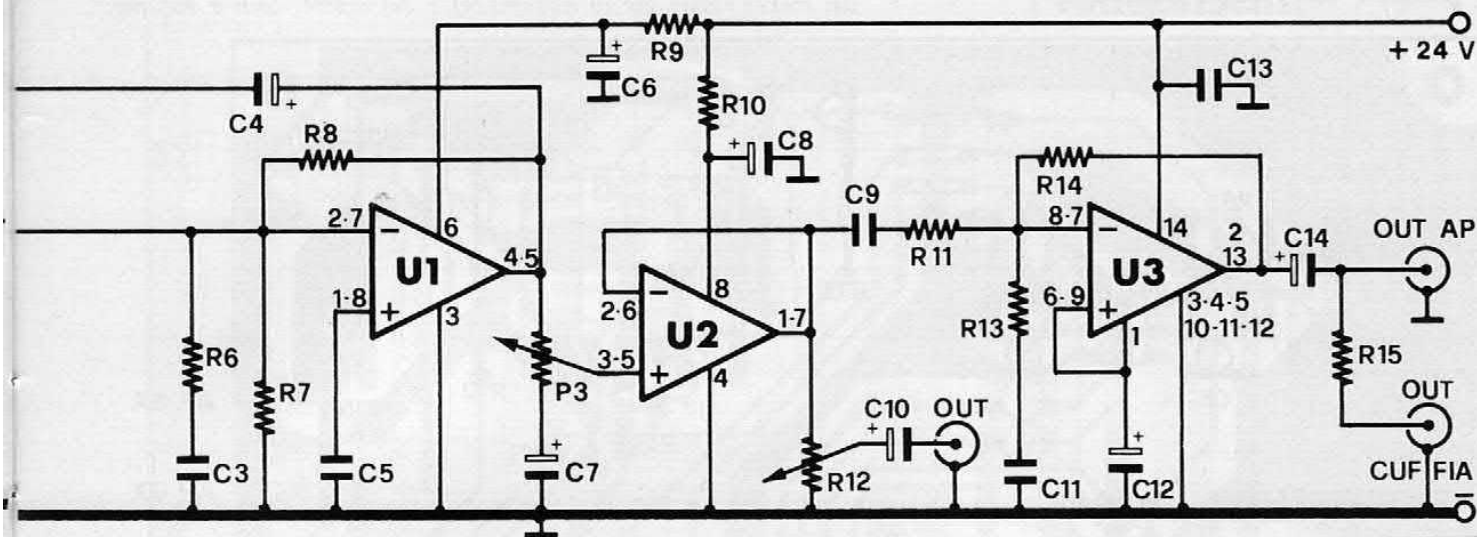 R9
+ 24 V
C6
C13
C4
R10
R8
C8
R14
C9
2·7
6
8-7
14
2
C14
OUT AP
U1
4·5
R11
U3
13
1·8
8
6·9
3·4·5
3
2·6
U2
1·7
R13
10-11-12
R6
3·5
1
R15
R7
P3
4
C10
OUT
OUT
C3
C5
C7
R12
C11
C12
CUF FIA